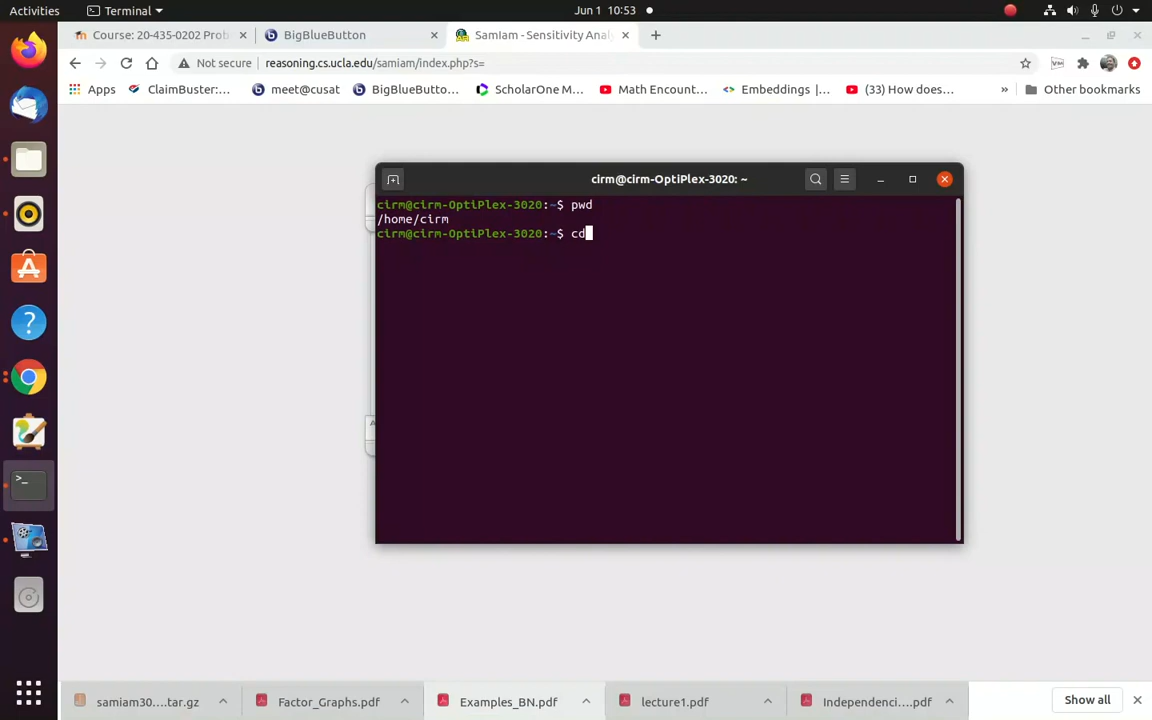 Activities
Terminal
Jun 1 10:53
Course: 20-435-0202 Prob
BigBlueButton
SamIam - Sensitivity Anal
Not secure
reasoning.cs.ucla.edu/samiam/index.php?s=
Apps
ClaimBuster:...
meet@cusat
BigBlueButto...
ScholarOne M...
Math Encount...
Embeddings |...
(33) How does...
»
Other bookmarks
cirm@cirm-OptiPlex-3020: ~
cirm@cirm-OptiPlex-3020:~$ pwd
/home/cirm
cirm@cirm-OptiPlex-3020:~$ cd
samiam30....tar.gz
Factor_Graphs.pdf
Examples_BN.pdf
lecture1.pdf
Independenci....pdf
Show all